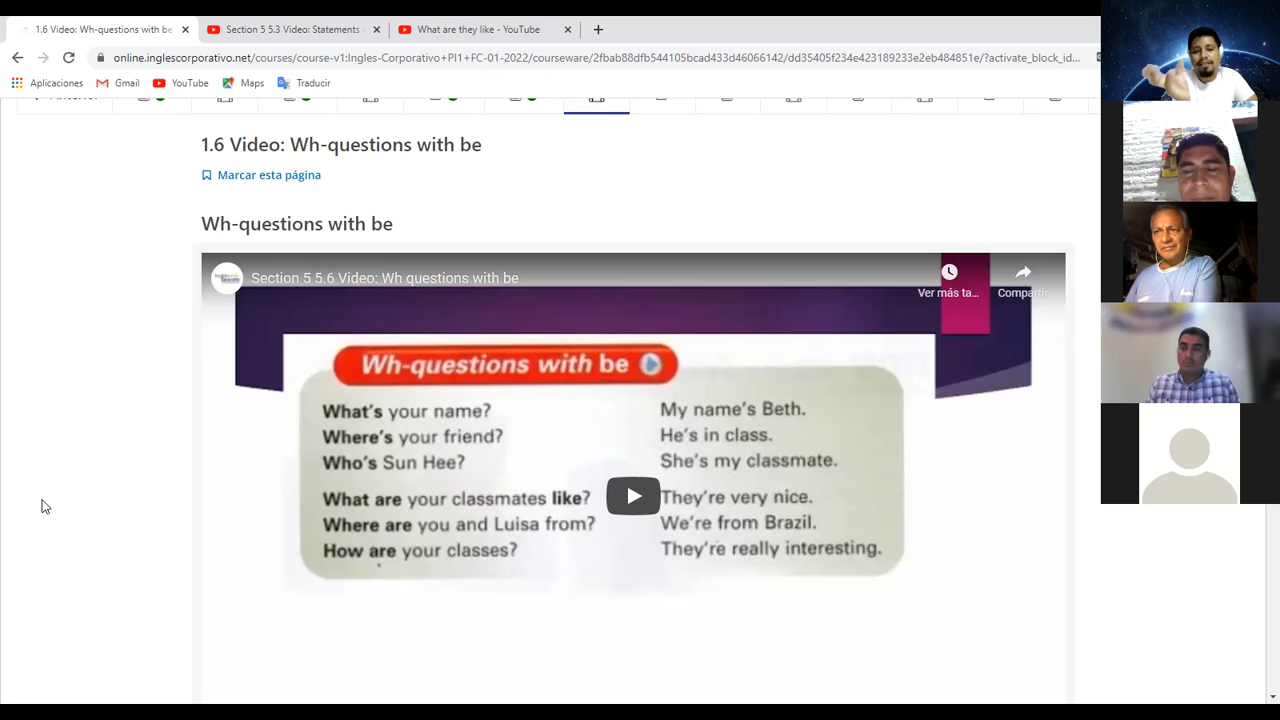 1.6 Video: Wh-questions with be
Section 5 5.3 Video: Statements
What are they like - YouTube
online.inglescorporativo.net/courses/course-v1:Ingles-Corporativo+PI1+FC-01-2022/courseware/2fbab88dfb544105bcad433d46066142/dd35405f234e423189233e2eb484851e/?activate_block_id...
Aplicaciones
Gmail
YouTube
Maps
Traducir
1.6 Video: Wh-questions with be
Marcar esta página
Wh-questions with be
Section 5 5.6 Video: Wh questions with be
Ver más ta...
Compartir
Wh-questions with be
What's your name? My name's Beth.
Where's your friend? He's in class.
Who's Sun Hee? She's my classmate.
What are your classmates like? They're very nice.
Where are you and Luisa from? We're from Brazil.
How are your classes? They're really interesting.